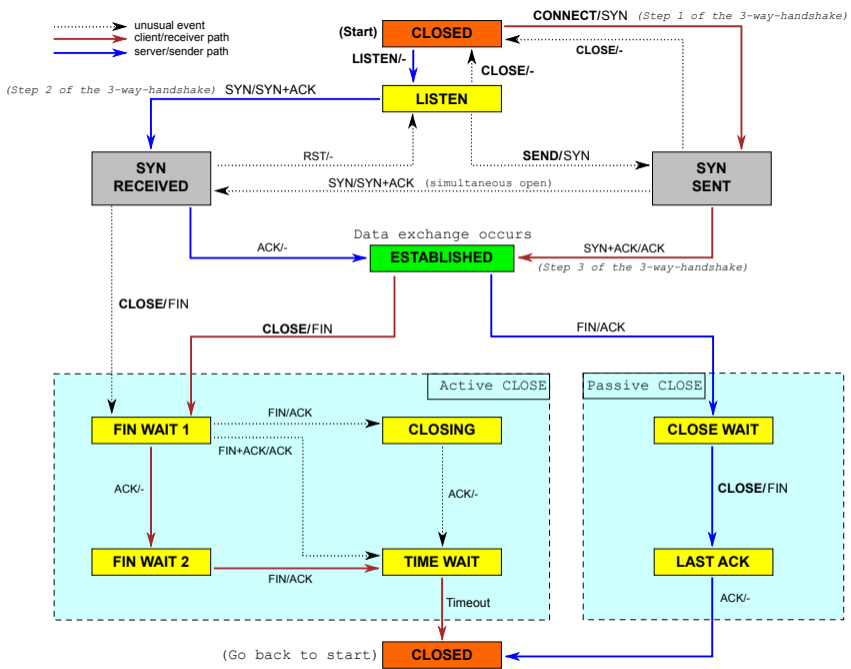 unusual event
client/receiver path
server/sender path
(Start)
CLOSED
CONNECT/SYN (Step 1 of the 3-way-handshake)
CLOSE/-
LISTEN/-
CLOSE/-
(Step 2 of the 3-way-handshake) SYN/SYN+ACK
LISTEN
RST/-
SEND/SYN
SYN
RECEIVED
SYN
SENT
SYN/SYN+ACK (simultaneous open)
Data exchange occurs
ACK/-
ESTABLISHED
SYN+ACK/ACK
(Step 3 of the 3-way-handshake)
CLOSE/FIN
CLOSE/FIN
FIN/ACK
Active CLOSE
Passive CLOSE
FIN WAIT 1
FIN/ACK
CLOSING
CLOSE WAIT
FIN+ACK/ACK
ACK/-
ACK/-
CLOSE/FIN
FIN WAIT 2
TIME WAIT
LAST ACK
FIN/ACK
Timeout
ACK/-
(Go back to start)
CLOSED